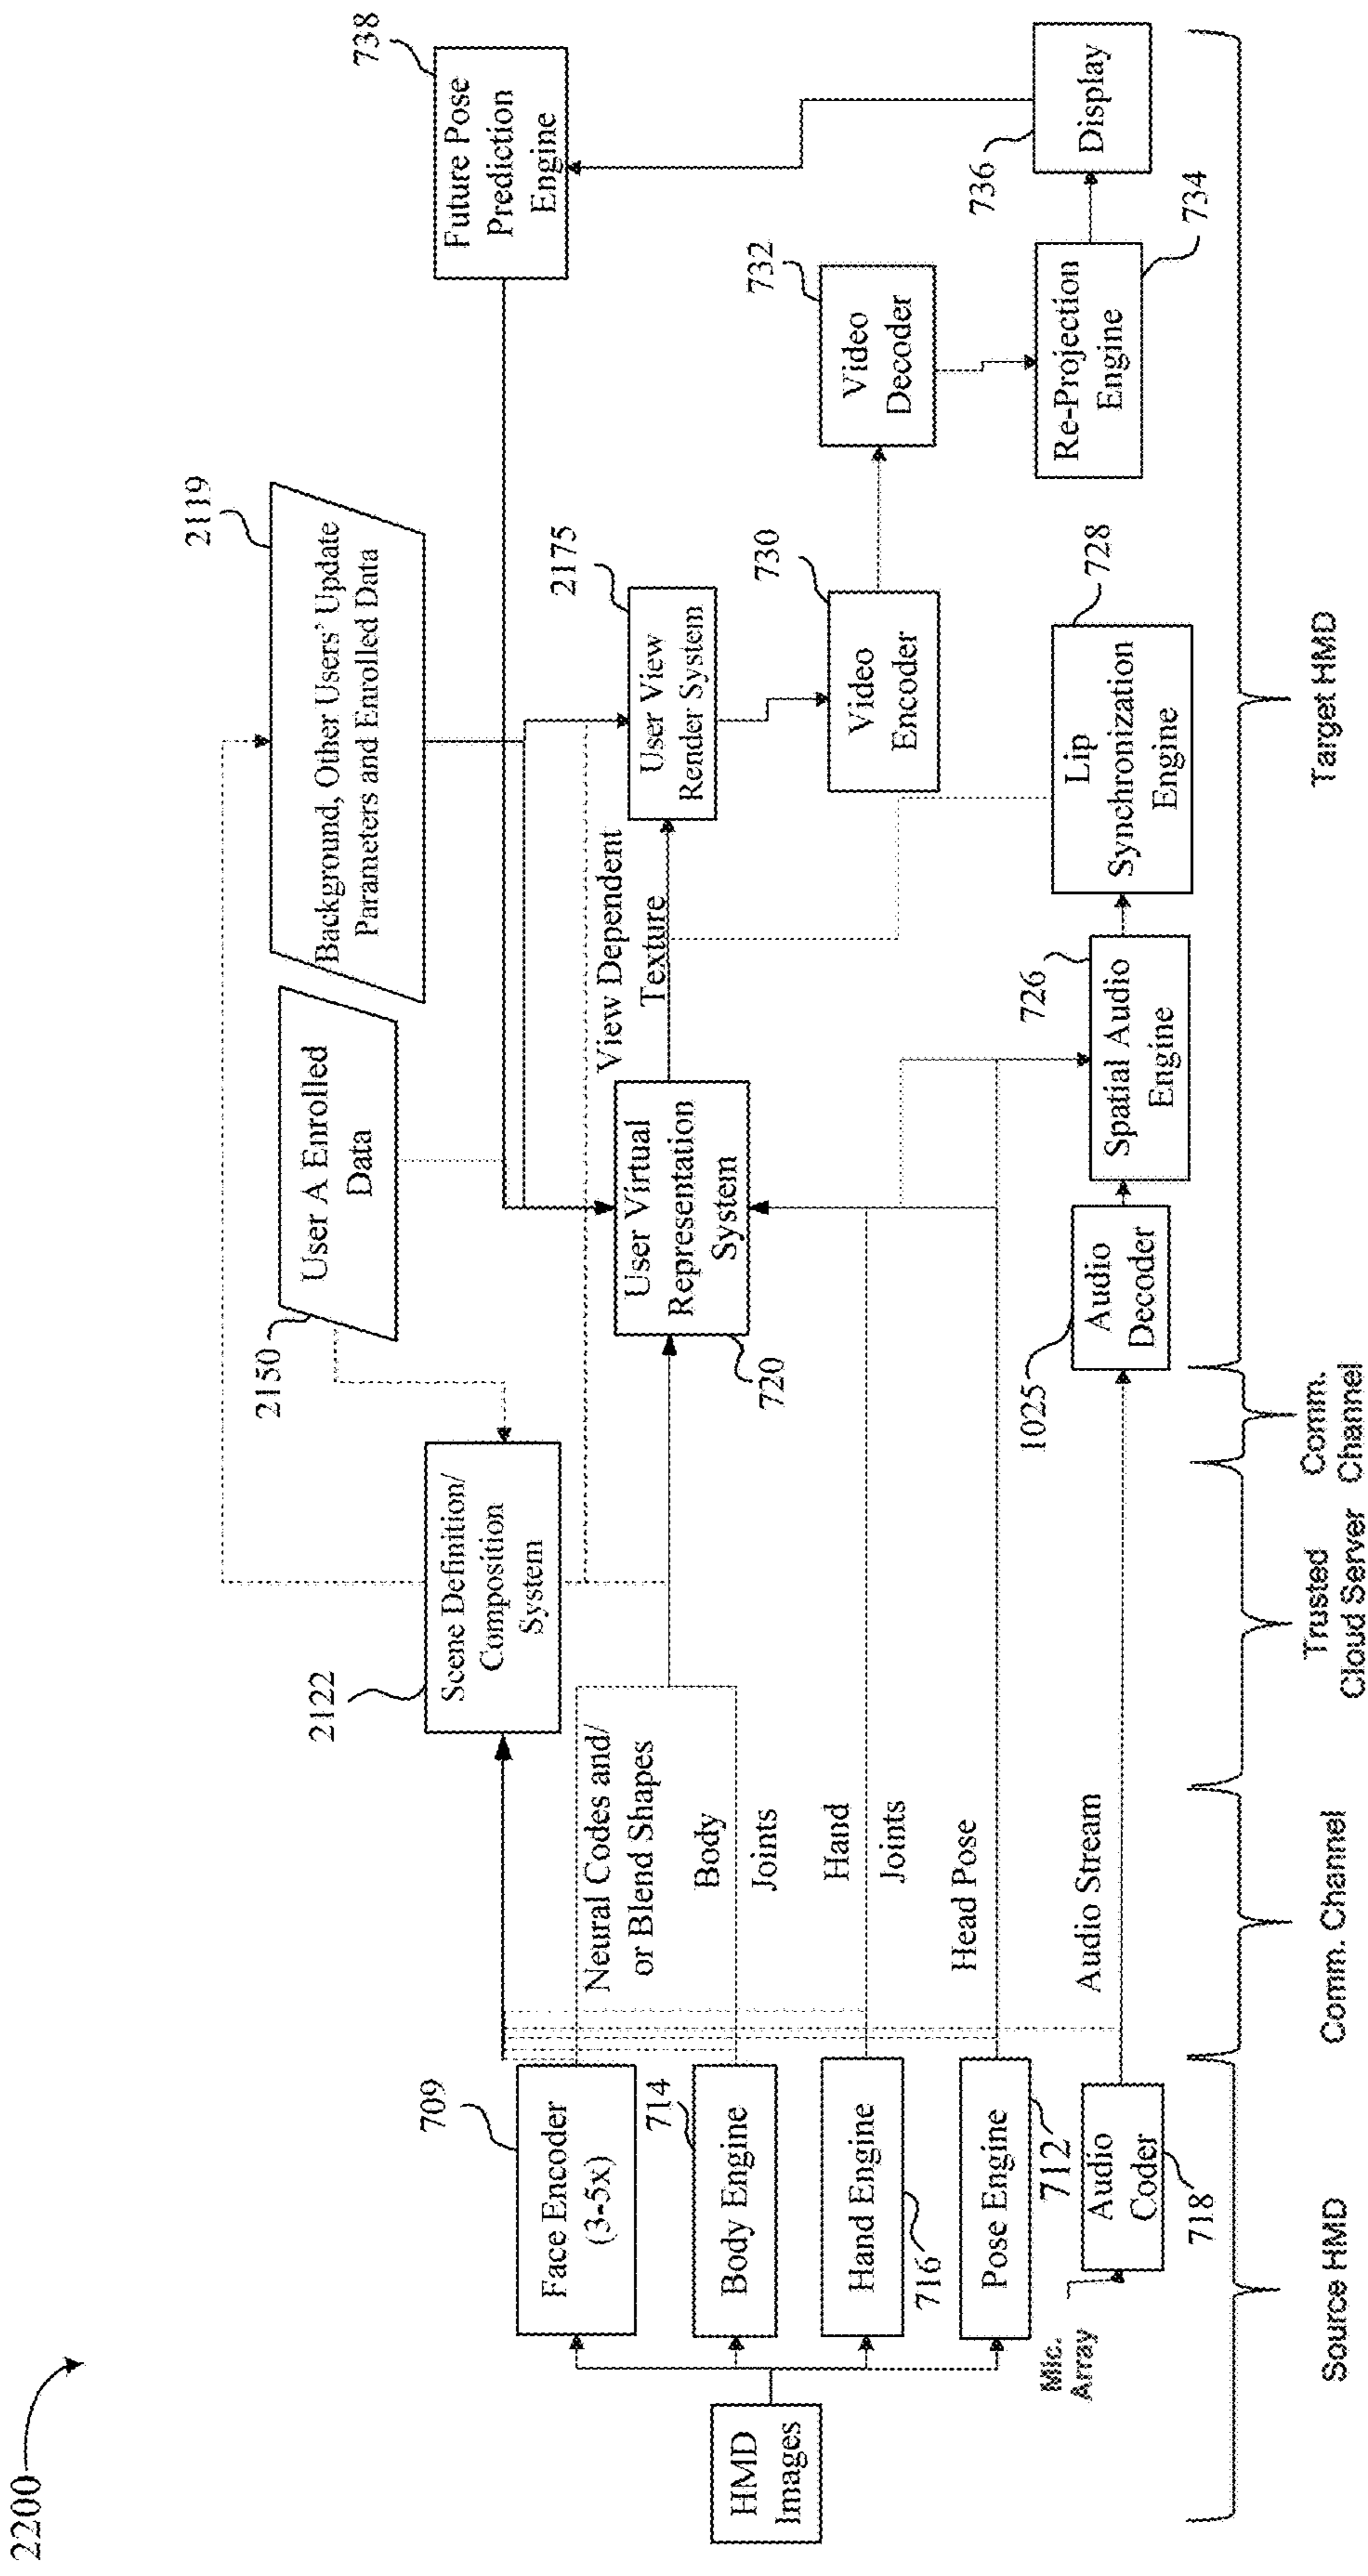 2200
HMD
Images
709
Face Encoder
(3-5x)
714
Body Engine
Hand Engine
716
Pose Engine
712
Mic.
Array
Audio
Coder
718
Neural Codes and/
or Blend Shapes
Body
Joints
Hand
Joints
Head Pose
Audio Stream
2122
Scene Definition/
Composition
System
2150
User A Enrolled
Data
2119
Background, Other Users' Update
Parameters and Enrolled Data
User Virtual
Representation
System
720
View Dependent
Texture
2175
User View
Render System
738
Future Pose
Prediction
Engine
730
Video
Encoder
732
Video
Decoder
Re-Projection
Engine
734
736
Display
1025
Audio
Decoder
726
Spatial Audio
Engine
Lip
Synchronization
Engine
728
Source HMD
Comm. Channel
Trusted
Cloud Server
Comm.
Channel
Target HMD